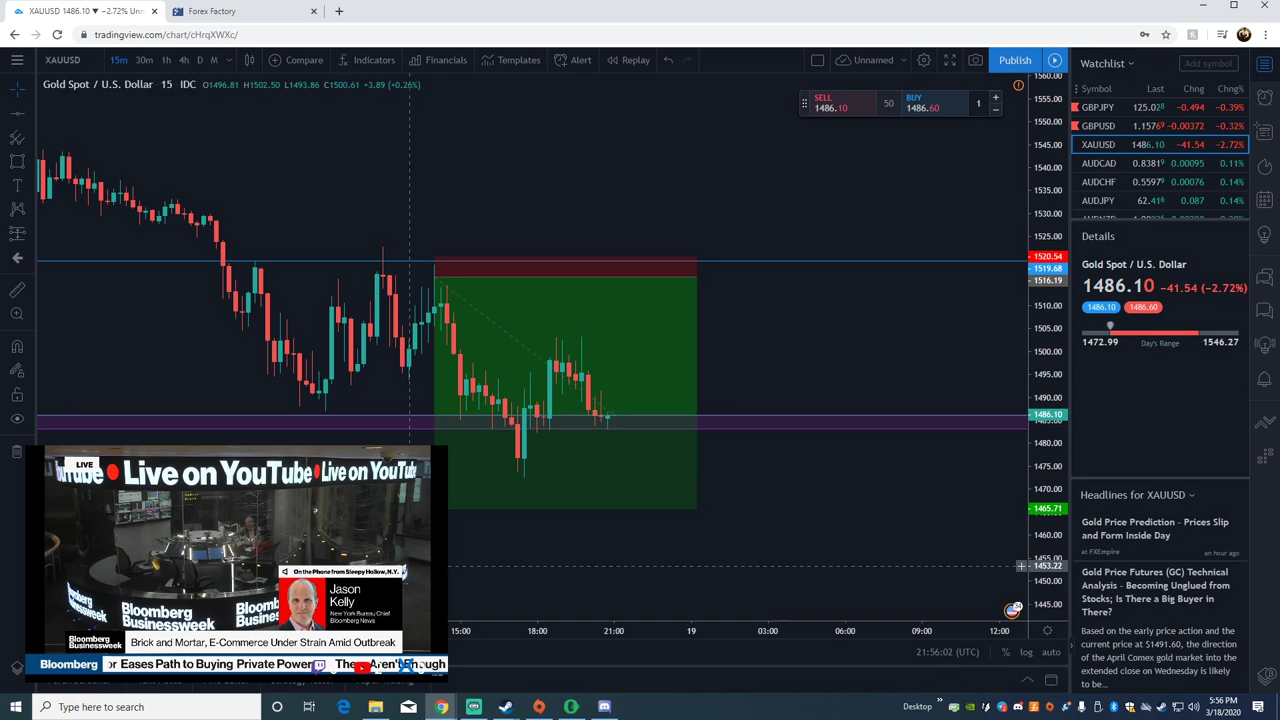 XAUUSD 1486.10 ▼ −2.72% Unn
Forex Factory
tradingview.com/chart/cHrqXWXc/
XAUUSD
15m
30m
1h
4h
D
M
Compare
Indicators
Financials
Templates
Alert
Replay
Unnamed
Publish
Gold Spot / U.S. Dollar · 15 · IDC O1496.81 H1502.50 L1493.86 C1500.61 +3.89 (+0.26%)
SELL
1486.10
50
BUY
1486.60
1
1560.00
1555.00
1550.00
1545.00
1540.00
1535.00
1530.00
1525.00
1520.54
1519.68
1516.19
1510.00
1505.00
1500.00
1495.00
1490.00
1486.10
1480.00
1475.00
1470.00
1465.71
1460.00
1453.22
1450.00
1445.00
15:00
18:00
21:00
19
03:00
06:00
09:00
12:00
21:56:02 (UTC)
%
log
auto
Watchlist
Add symbol
Symbol Last Chng Chng%
GBPJPY 125.028 −0.494 −0.39%
GBPUSD 1.15769 −0.00372 −0.32%
XAUUSD 1486.10 −41.54 −2.72%
AUDCAD 0.83819 0.00095 0.11%
AUDCHF 0.55979 0.00076 0.14%
AUDJPY 62.416 0.087 0.14%
Details
Gold Spot / U.S. Dollar
1486.10 −41.54 (−2.72%)
1486.10
1486.60
1472.99
Day's Range
1546.27
Headlines for XAUUSD
Gold Price Prediction - Prices Slip
and Form Inside Day
at FXEmpire
an hour ago
Gold Price Futures (GC) Technical
Analysis - Becoming Unglued from
Stocks; Is There a Big Buyer in
There?
Based on the early price action and the
current price at $1491.60, the direction
of the April Comex gold market into the
extended close on Wednesday is likely
to be...
LIVE
Live on YouTube
Live on YouTu
On the Phone from Sleepy Hollow, N.Y.
Jason
Kelly
New York Bureau Chief
Bloomberg News
Bloomberg
Businessweek
Bloomberg
Businessweek
Brick and Mortar, E-Commerce Under Strain Amid Outbreak
Bloomberg
or Eases Path to Buying Private Power
Type here to search
Desktop
5:56 PM
3/18/2020